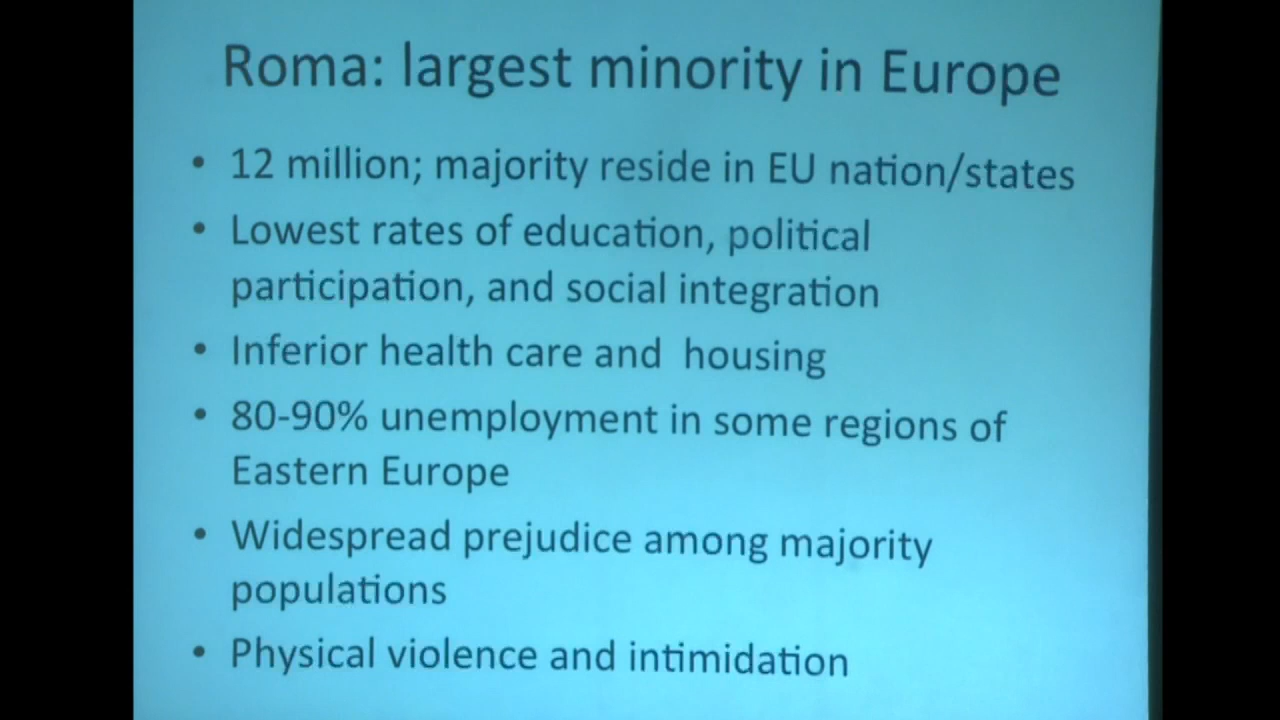 Roma: largest minority in Europe
• 12 million; majority reside in EU nation/states
• Lowest rates of education, political
participation, and social integration
• Inferior health care and  housing
• 80-90% unemployment in some regions of
Eastern Europe
• Widespread prejudice among majority
populations
• Physical violence and intimidation